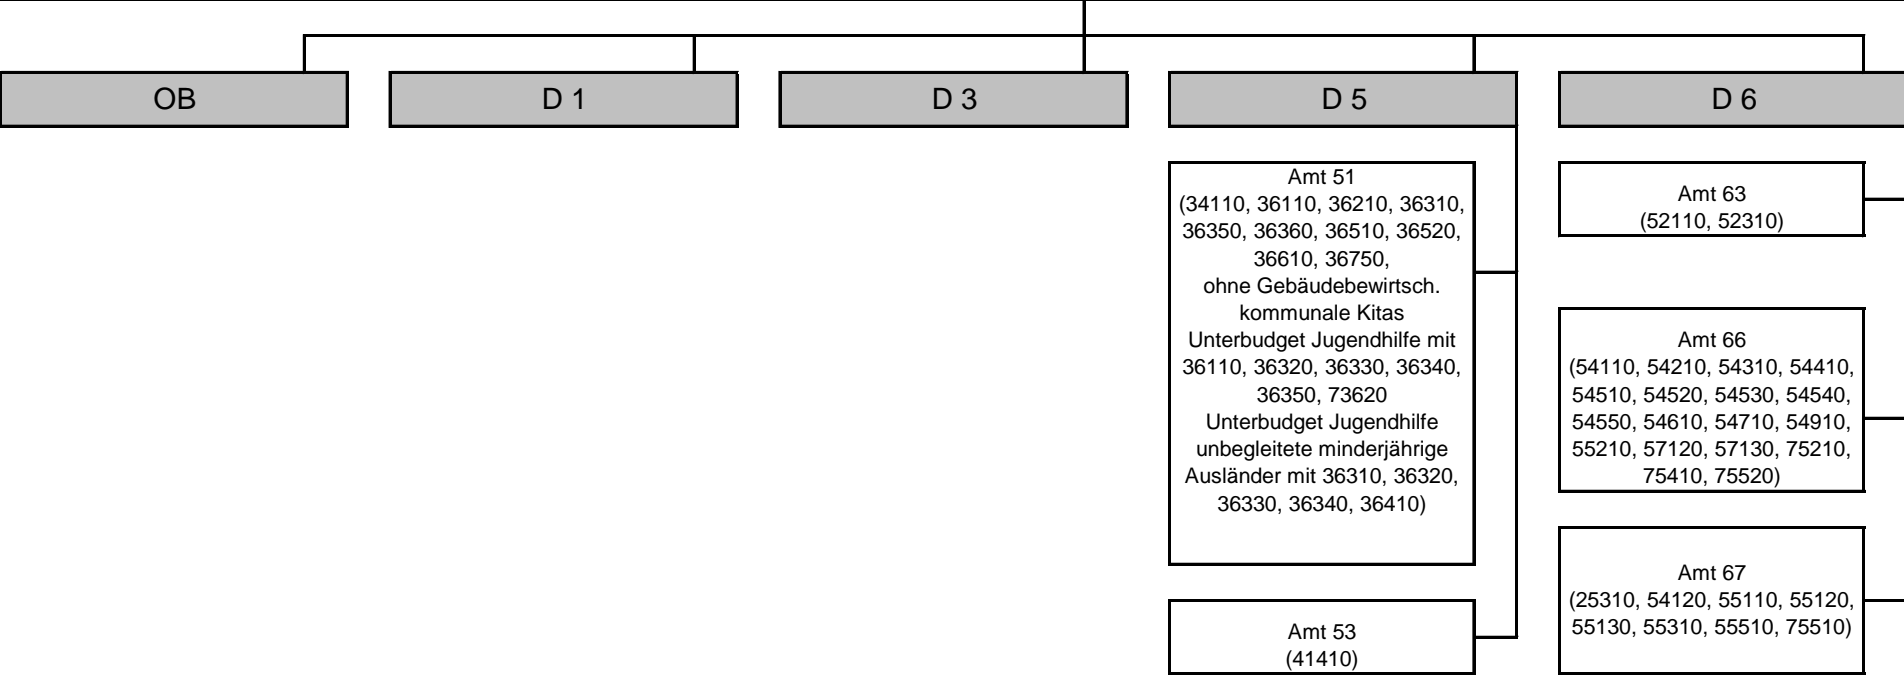 OB
D 1
D 3
D 5
D 6
Amt 51
(34110, 36110, 36210, 36310,
36350, 36360, 36510, 36520,
36610, 36750,
ohne Gebäudebewirtsch.
kommunale Kitas
Unterbudget Jugendhilfe mit
36110, 36320, 36330, 36340,
36350, 73620
Unterbudget Jugendhilfe
unbegleitete minderjährige
Ausländer mit 36310, 36320,
36330, 36340, 36410)
Amt 53
(41410)
Amt 63
(52110, 52310)
Amt 66
(54110, 54210, 54310, 54410,
54510, 54520, 54530, 54540,
54550, 54610, 54710, 54910,
55210, 57120, 57130, 75210,
75410, 75520)
Amt 67
(25310, 54120, 55110, 55120,
55130, 55310, 55510, 75510)